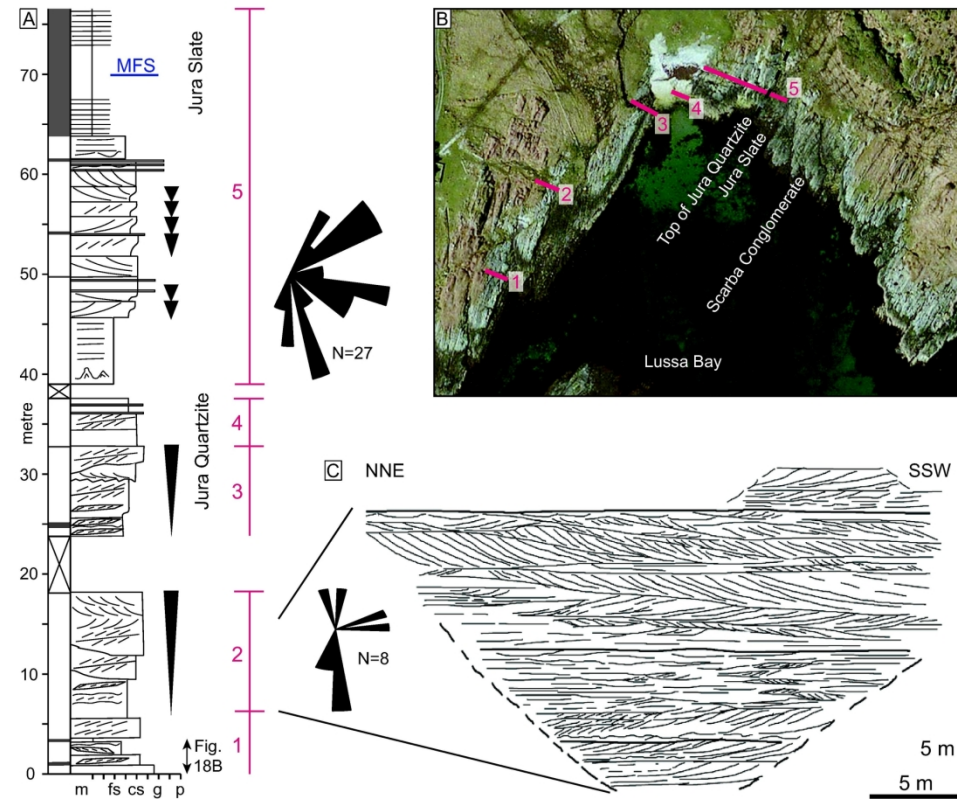 A
Jura Slate
MFS
70
60
50
40
metre
30
20
10
0
m fs cs g p
Jura Quartzite
5
4
3
2
1
Fig.
18B
N=27
N=8
B
1
2
3
4
5
Top of Jura Quartzite
Jura Slate
Scarba Conglomerate
Lussa Bay
C NNE
SSW
5 m
5 m